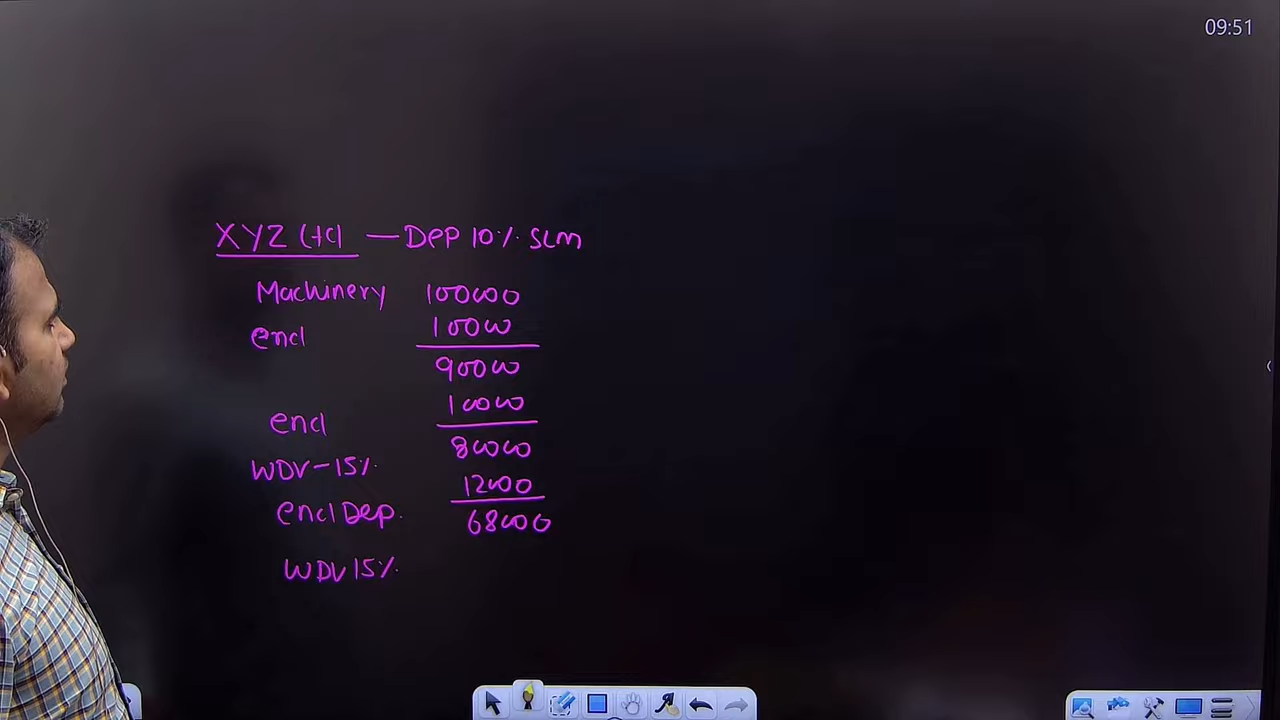 09:51
XYZ Ltd — Dep 10% SLM
Machinery 100000
end 10000
90000
end 10000
80000
WDV - 15% 12000
end Dep. 68000
WDV 15%